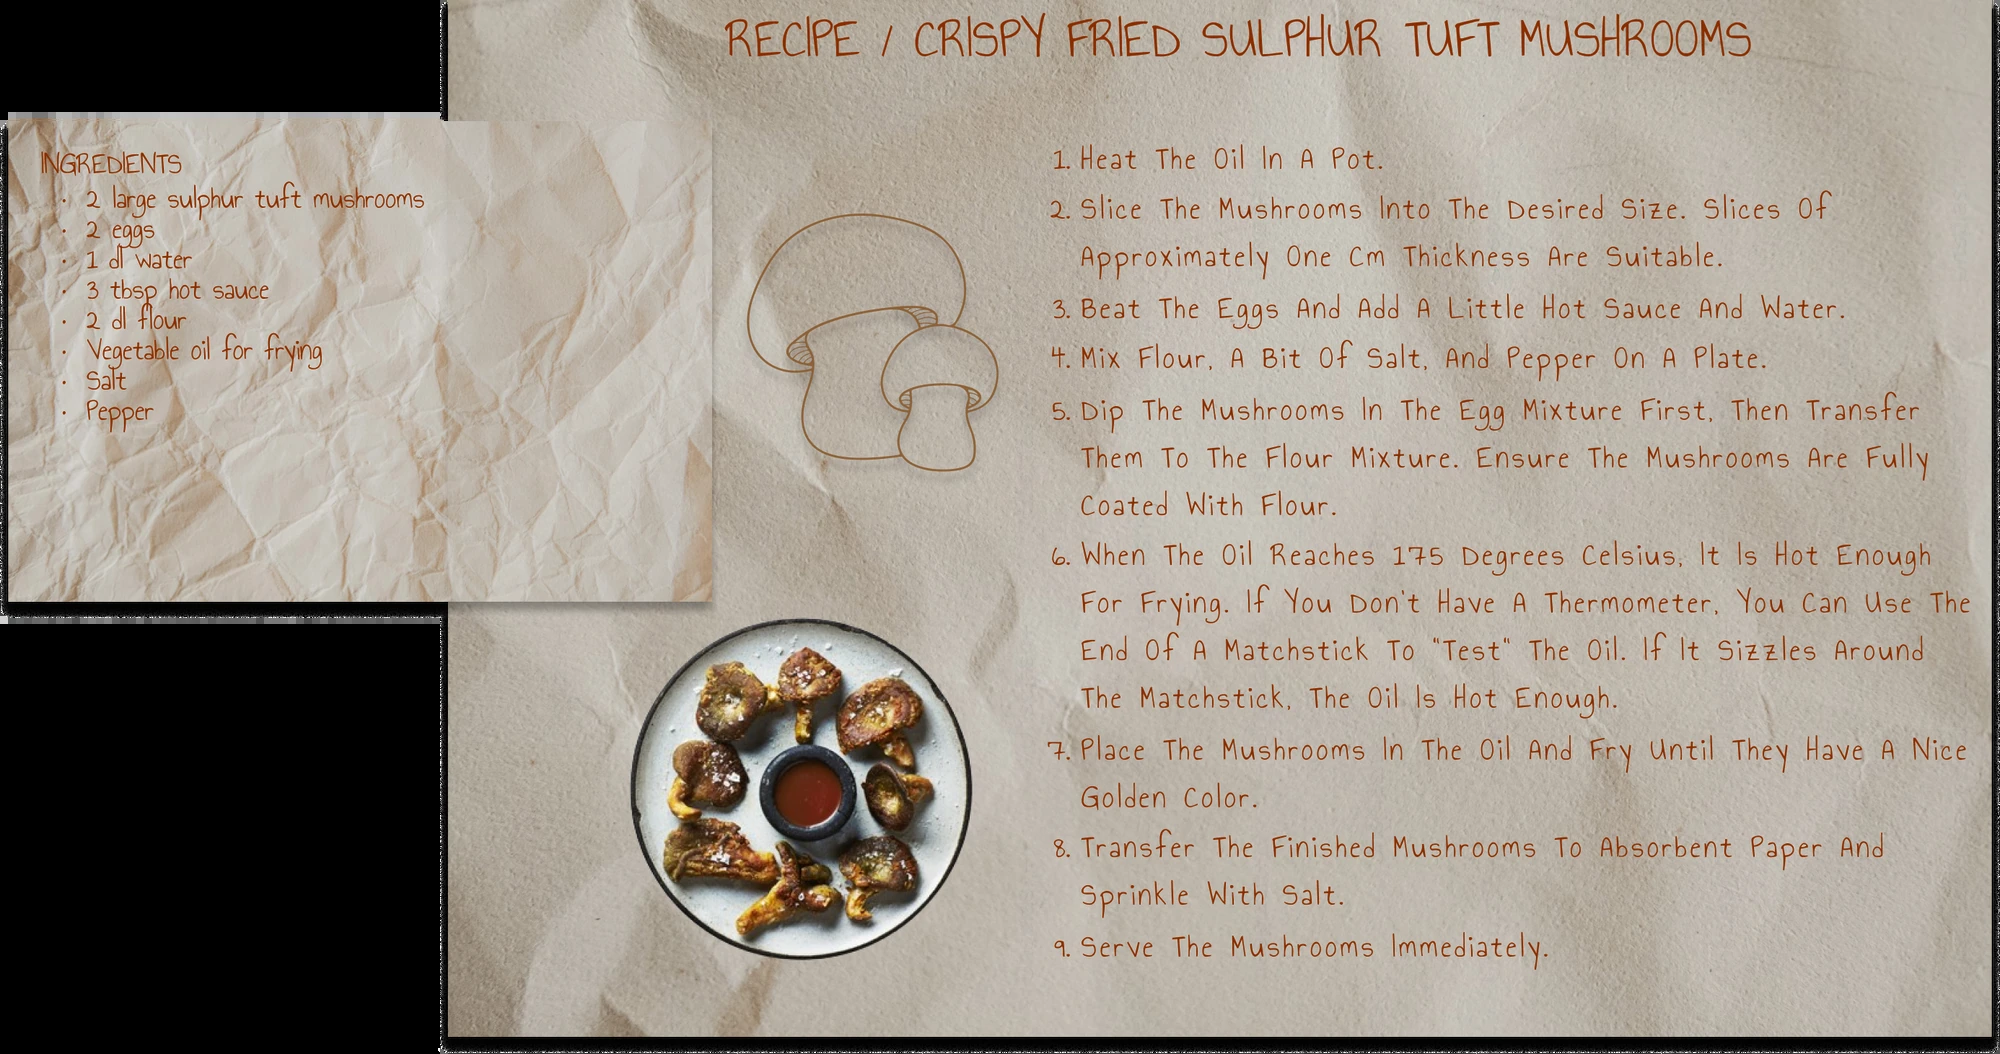 RECIPE / CRISPY FRIED SULPHUR TUFT MUSHROOMS
INGREDIENTS
· 2 large sulphur tuft mushrooms
· 2 eggs
· 1 dl water
· 3 tbsp hot sauce
· 2 dl flour
· Vegetable oil for frying
· Salt
· Pepper
1. Heat The Oil In A Pot.
2. Slice The Mushrooms Into The Desired Size. Slices Of
Approximately One Cm Thickness Are Suitable.
3. Beat The Eggs And Add A Little Hot Sauce And Water.
4. Mix Flour, A Bit Of Salt, And Pepper On A Plate.
5. Dip The Mushrooms In The Egg Mixture First, Then Transfer
Them To The Flour Mixture. Ensure The Mushrooms Are Fully
Coated With Flour.
6. When The Oil Reaches 175 Degrees Celsius, It Is Hot Enough
For Frying. If You Don't Have A Thermometer, You Can Use The
End Of A Matchstick To "Test" The Oil. If It Sizzles Around
The Matchstick, The Oil Is Hot Enough.
7. Place The Mushrooms In The Oil And Fry Until They Have A Nice
Golden Color.
8. Transfer The Finished Mushrooms To Absorbent Paper And
Sprinkle With Salt.
9. Serve The Mushrooms Immediately.